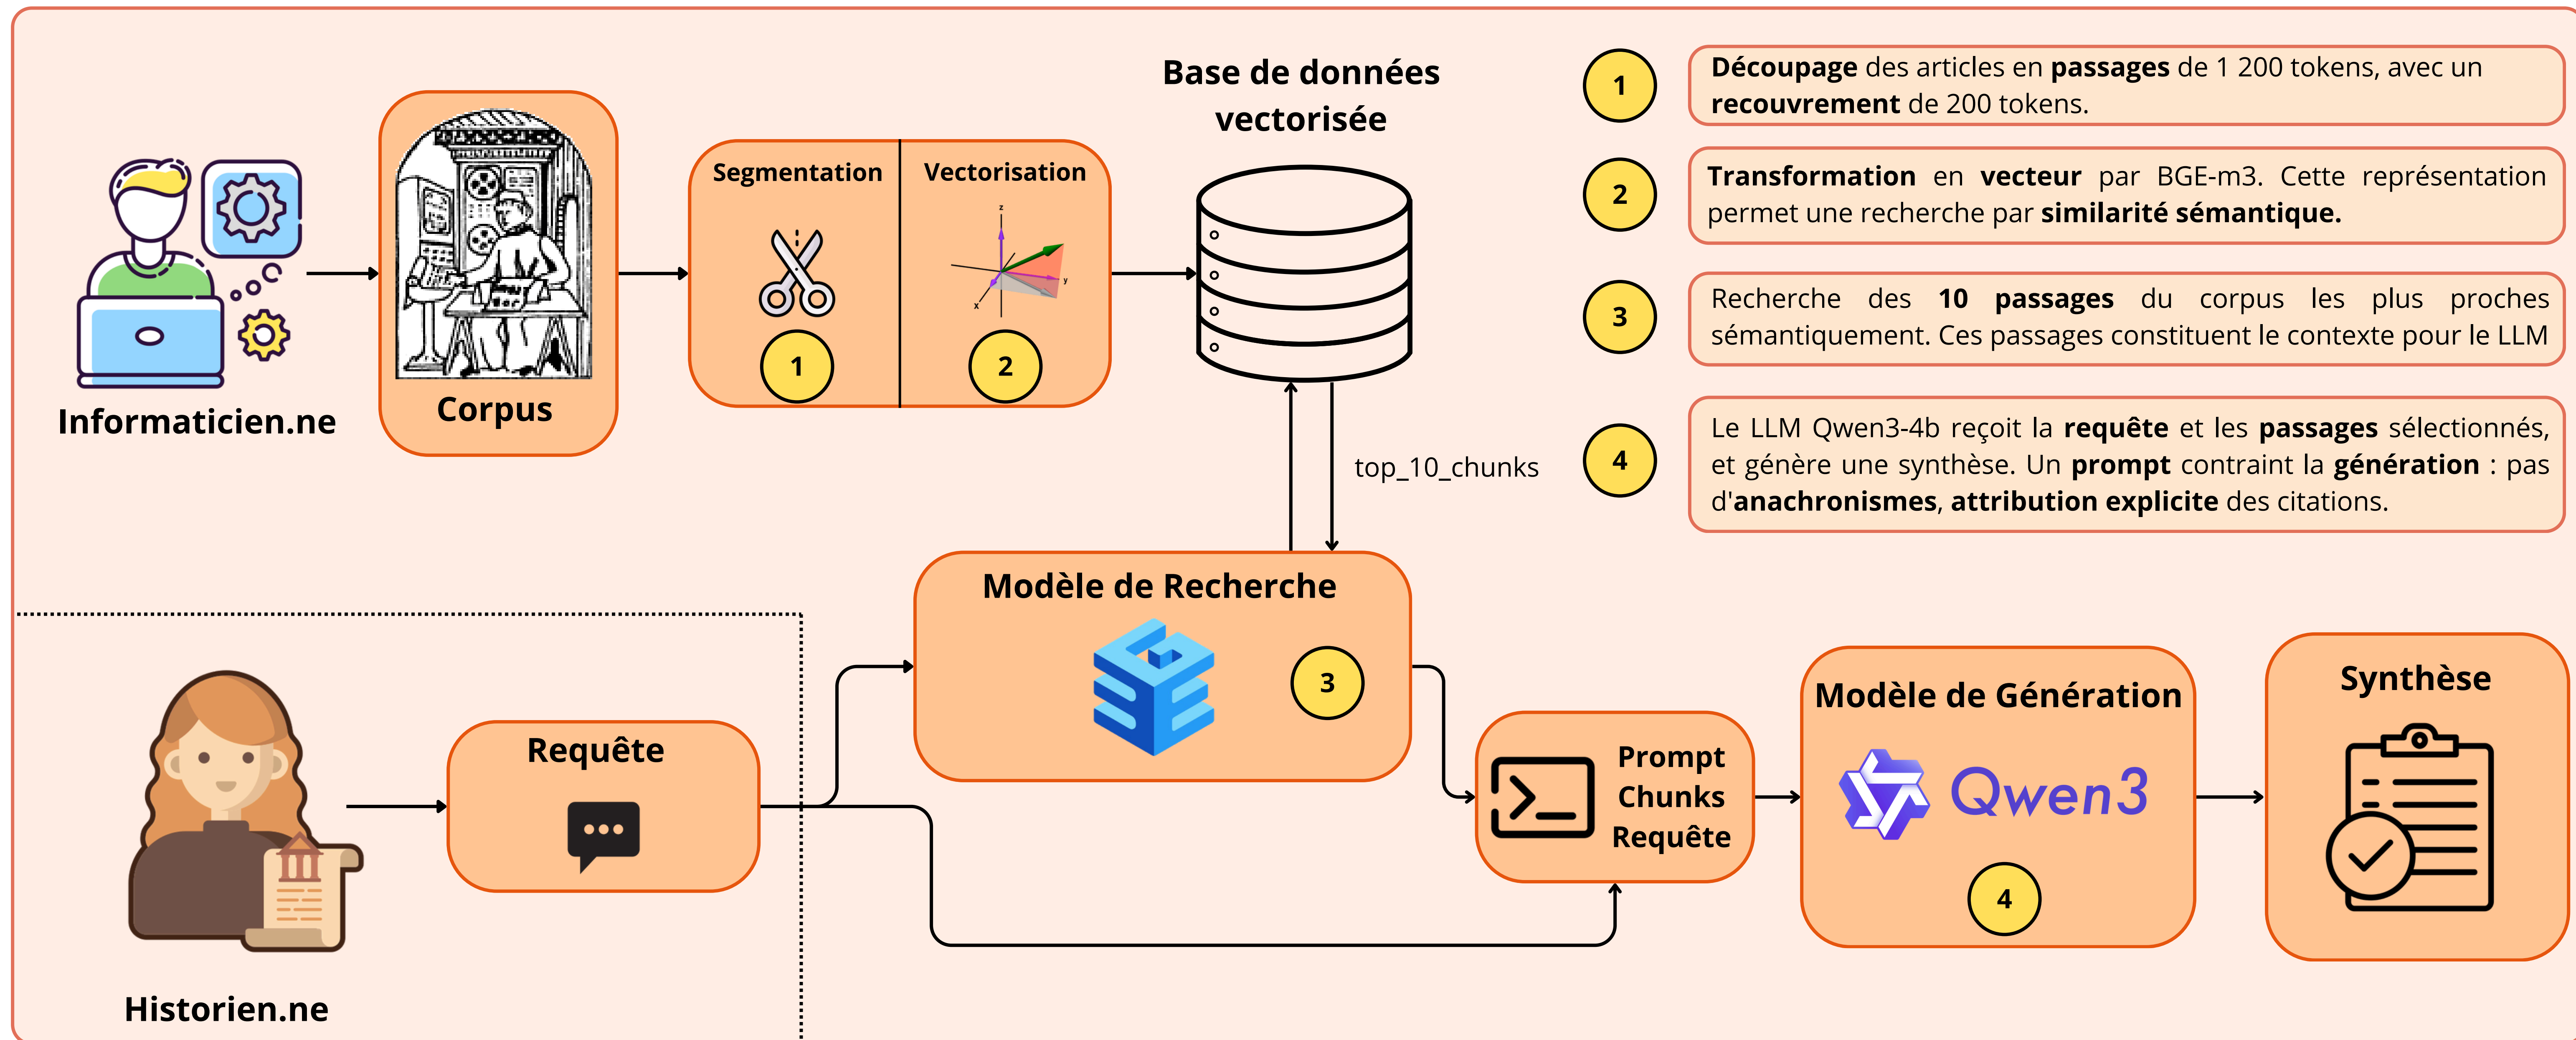 Base de données
vectorisée
1
Découpage des articles en passages de 1 200 tokens, avec un
recouvrement de 200 tokens.
2
Transformation en vecteur par BGE-m3. Cette représentation
permet une recherche par similarité sémantique.
3
Recherche des 10 passages du corpus les plus proches
sémantiquement. Ces passages constituent le contexte pour le LLM
4
Le LLM Qwen3-4b reçoit la requête et les passages sélectionnés,
et génère une synthèse. Un prompt contraint la génération : pas
d'anachronismes, attribution explicite des citations.
Informaticien.ne
Corpus
Segmentation
1
Vectorisation
z
y
x
2
top_10_chunks
Modèle de Recherche
3
Historien.ne
Requête
Prompt
Chunks
Requête
Modèle de Génération
Qwen3
4
Synthèse